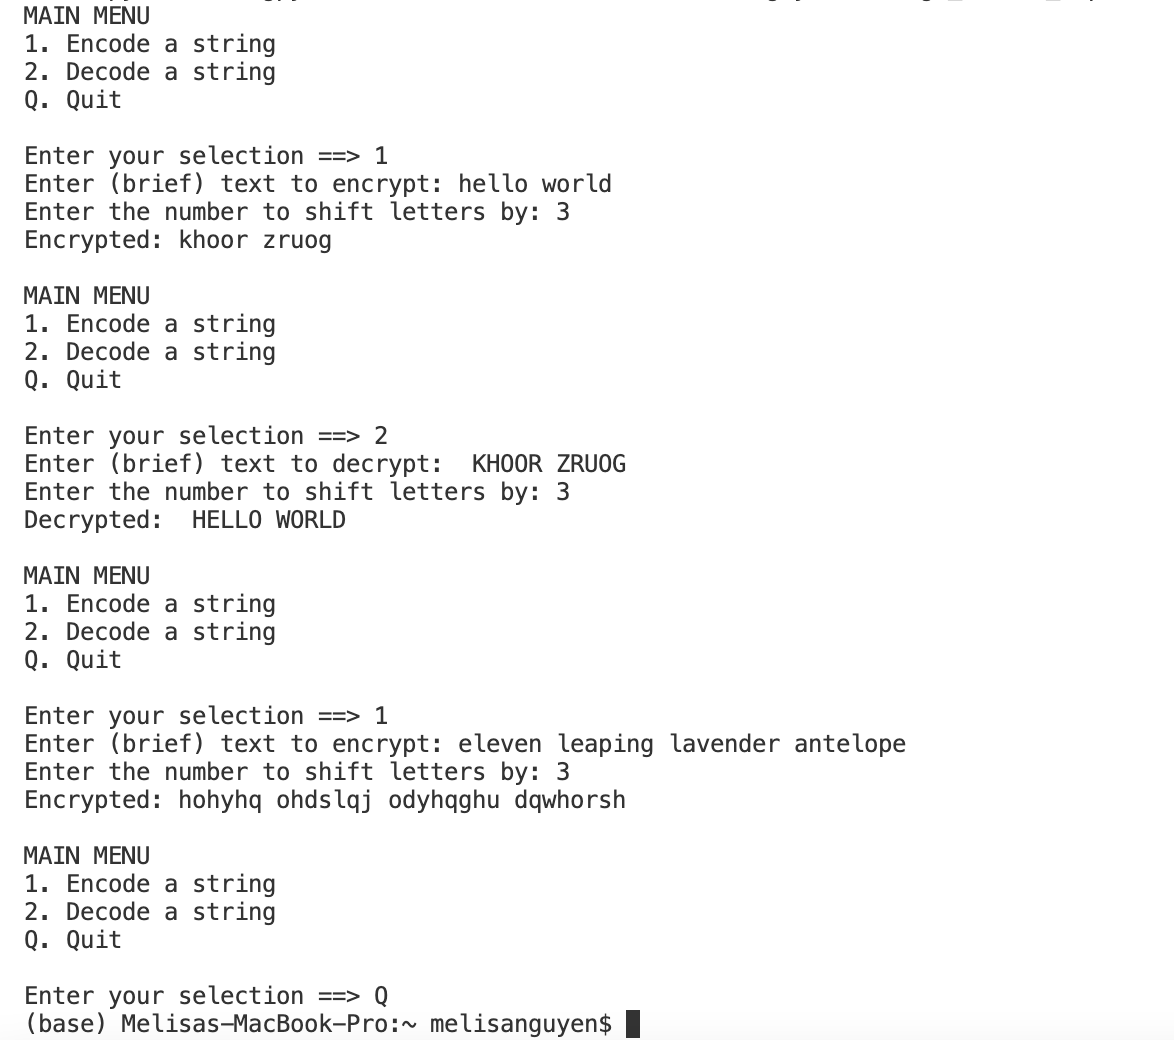 MAIN MENU
1. Encode a string
2. Decode a string
Q. Quit

Enter your selection ==> 1
Enter (brief) text to encrypt: hello world
Enter the number to shift letters by: 3
Encrypted: khoor zruog

MAIN MENU
1. Encode a string
2. Decode a string
Q. Quit

Enter your selection ==> 2
Enter (brief) text to decrypt:  KHOOR ZRUOG
Enter the number to shift letters by: 3
Decrypted:  HELLO WORLD

MAIN MENU
1. Encode a string
2. Decode a string
Q. Quit

Enter your selection ==> 1
Enter (brief) text to encrypt: eleven leaping lavender antelope
Enter the number to shift letters by: 3
Encrypted: hohyhq ohdslqj odyhqghu dqwhorsh

MAIN MENU
1. Encode a string
2. Decode a string
Q. Quit

Enter your selection ==> Q
(base) Melisas-MacBook-Pro:~ melisanguyen$